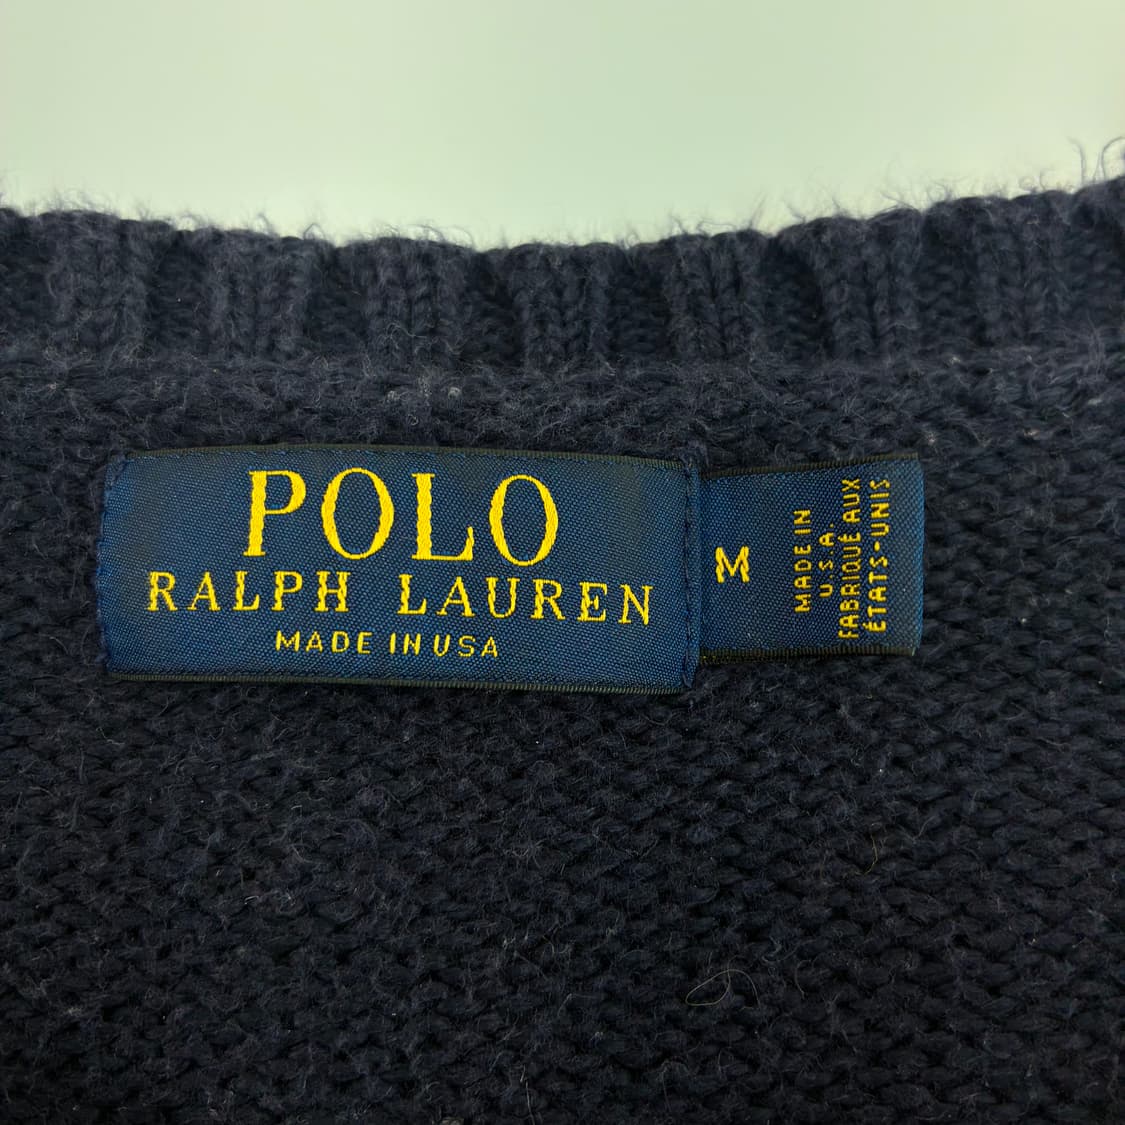 POLO
RALPH LAUREN
MADE IN USA
M
MADE IN
U.S.A.
FABRIQUÉ AUX
ÉTATS-UNIS